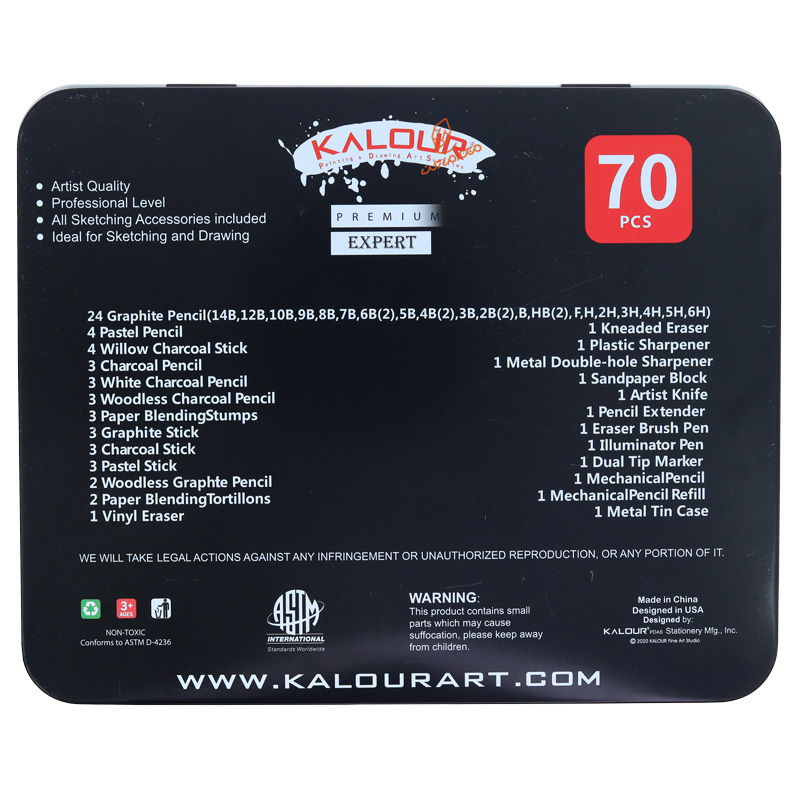 KALOUR
Painting & Drawing Art Supplies
PREMIUM
EXPERT
70
PCS
Artist Quality
Professional Level
All Sketching Accessories included
Ideal for Sketching and Drawing
24 Graphite Pencil(14B,12B,10B,9B,8B,7B,6B(2),5B,4B(2),3B,2B(2),B,HB(2),F,H,2H,3H,4H,5H,6H)
4 Pastel Pencil
4 Willow Charcoal Stick
3 Charcoal Pencil
3 White Charcoal Pencil
3 Woodless Charcoal Pencil
3 Paper BlendingStumps
3 Graphite Stick
3 Charcoal Stick
3 Pastel Stick
2 Woodless Graphte Pencil
2 Paper BlendingTortillons
1 Vinyl Eraser
1 Kneaded Eraser
1 Plastic Sharpener
1 Metal Double-hole Sharpener
1 Sandpaper Block
1 Artist Knife
1 Pencil Extender
1 Eraser Brush Pen
1 Illuminator Pen
1 Dual Tip Marker
1 MechanicalPencil
1 MechanicalPencil Refill
1 Metal Tin Case
WE WILL TAKE LEGAL ACTIONS AGAINST ANY INFRINGEMENT OR UNAUTHORIZED REPRODUCTION, OR ANY PORTION OF IT.
3+
AGES
NON-TOXIC
Conforms to ASTM D-4236
ASTM
INTERNATIONAL
Standards Worldwide
WARNING:
This product contains small
parts which may cause
suffocation, please keep away
from children.
Made in China
Designed in USA
Designed by:
KALOUR® PDAS Stationery Mfg., Inc.
© 2020 KALOUR Fine Art Studio
WWW.KALOURART.COM